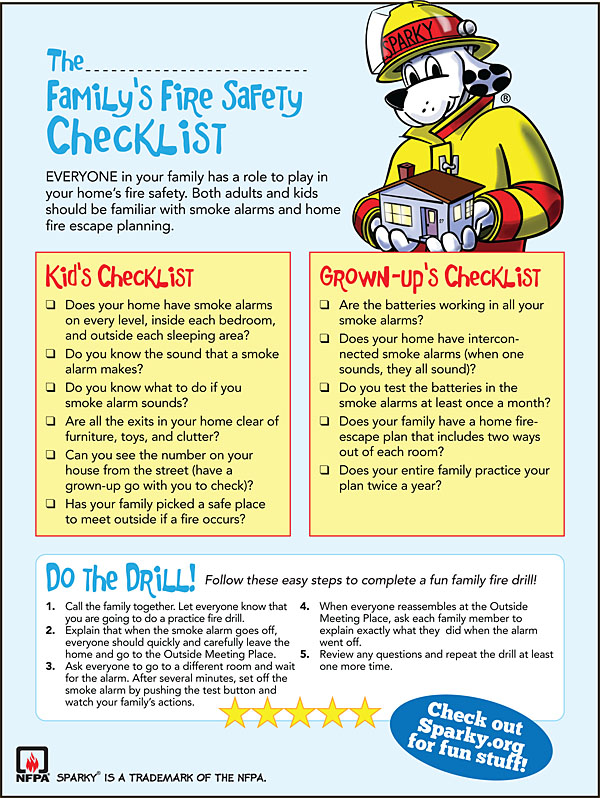 The
Family's Fire Safety
Checklist
SPARKY
®
EVERYONE in your family has a role to play in
your home's fire safety. Both adults and kids
should be familiar with smoke alarms and home
fire escape planning.
Kid's Checklist
❑ Does your home have smoke alarms
on every level, inside each bedroom,
and outside each sleeping area?
❑ Do you know the sound that a smoke
alarm makes?
❑ Do you know what to do if you
smoke alarm sounds?
❑ Are all the exits in your home clear of
furniture, toys, and clutter?
❑ Can you see the number on your
house from the street (have a
grown-up go with you to check)?
❑ Has your family picked a safe place
to meet outside if a fire occurs?
Grown-up's Checklist
❑ Are the batteries working in all your
smoke alarms?
❑ Does your home have intercon-
nected smoke alarms (when one
sounds, they all sound)?
❑ Do you test the batteries in the
smoke alarms at least once a month?
❑ Does your family have a home fire-
escape plan that includes two ways
out of each room?
❑ Does your entire family practice your
plan twice a year?
Do the Drill! Follow these easy steps to complete a fun family fire drill!
1. Call the family together. Let everyone know that
you are going to do a practice fire drill.
2. Explain that when the smoke alarm goes off,
everyone should quickly and carefully leave the
home and go to the Outside Meeting Place.
3. Ask everyone to go to a different room and wait
for the alarm. After several minutes, set off the
smoke alarm by pushing the test button and
watch your family's actions.
4. When everyone reassembles at the Outside
Meeting Place, ask each family member to
explain exactly what they did when the alarm
went off.
5. Review any questions and repeat the drill at least
one more time.
Check out
Sparky.org
for fun stuff!
NFPA® SPARKY® IS A TRADEMARK OF THE NFPA.